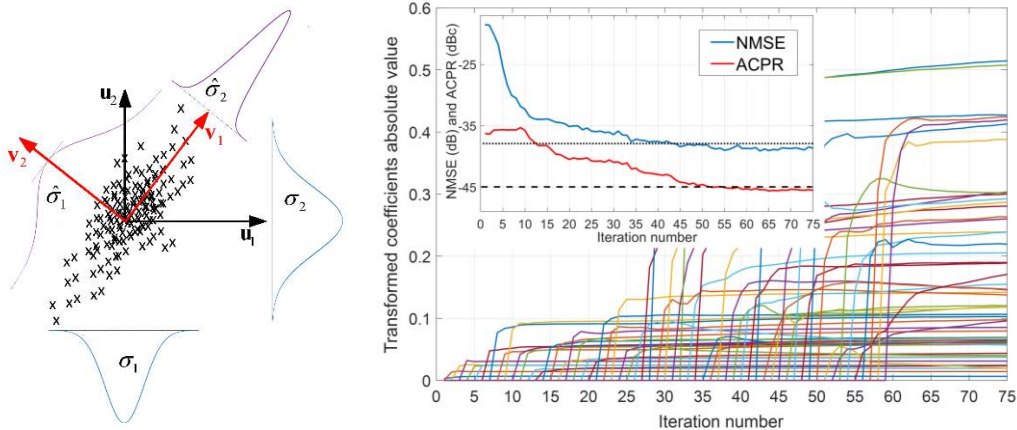 u2
u1
v1
v2
σ̂2
σ̂1
σ2
σ1
Transformed coefficients absolute value
0.6
0.5
0.4
0.3
0.2
0.1
0
0 5 10 15 20 25 30 35 40 45 50 55 60 65 70 75
Iteration number
NMSE (dB) and ACPR (dBc)
-25
-35
-45
NMSE
ACPR
0 5 10 15 20 25 30 35 40 45 50 55 60 65 70 75
Iteration number